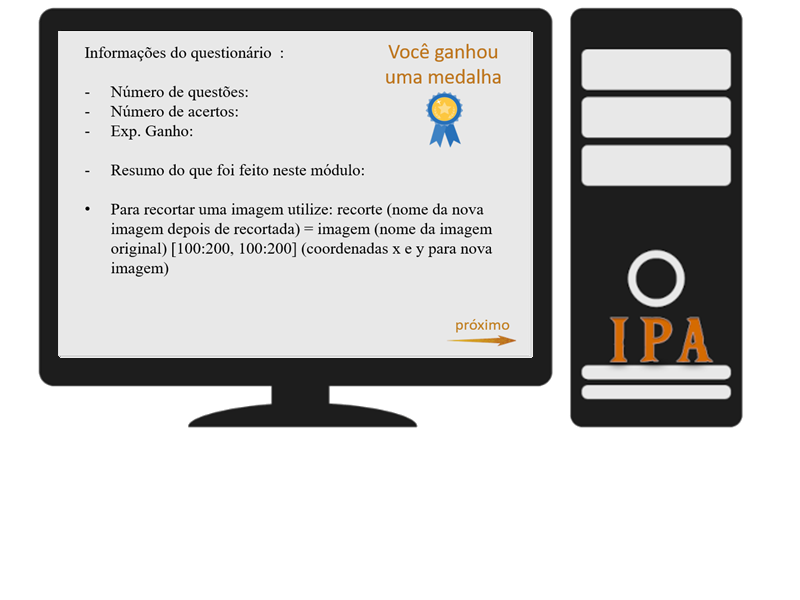 Informações do questionário  :
Você ganhou
uma medalha
- Número de questões:
- Número de acertos:
- Exp. Ganho:
- Resumo do que foi feito neste módulo:
• Para recortar uma imagem utilize: recorte (nome da nova
imagem depois de recortada) = imagem (nome da imagem
original) [100:200, 100:200] (coordenadas x e y para nova
imagem)
próximo
IPA